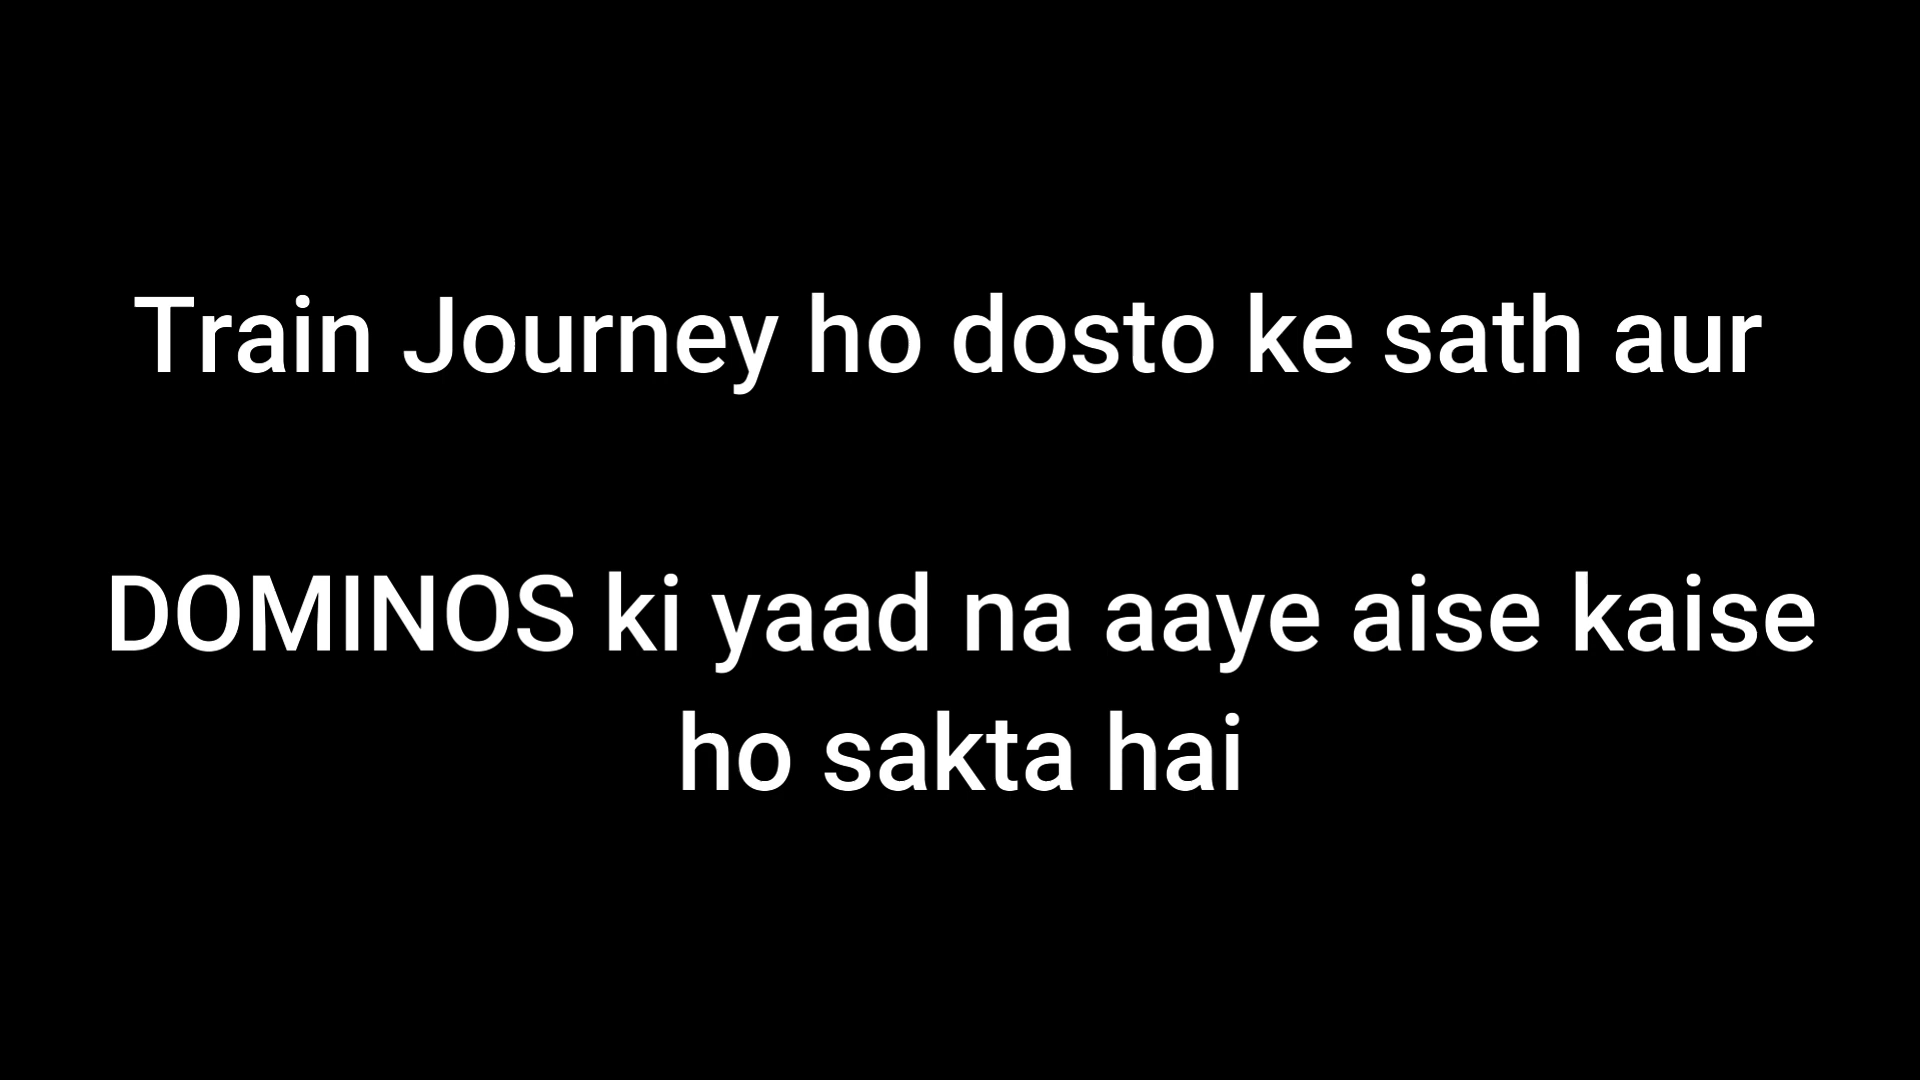 Train Journey ho dosto ke sath aur
DOMINOS ki yaad na aaye aise kaise
ho sakta hai